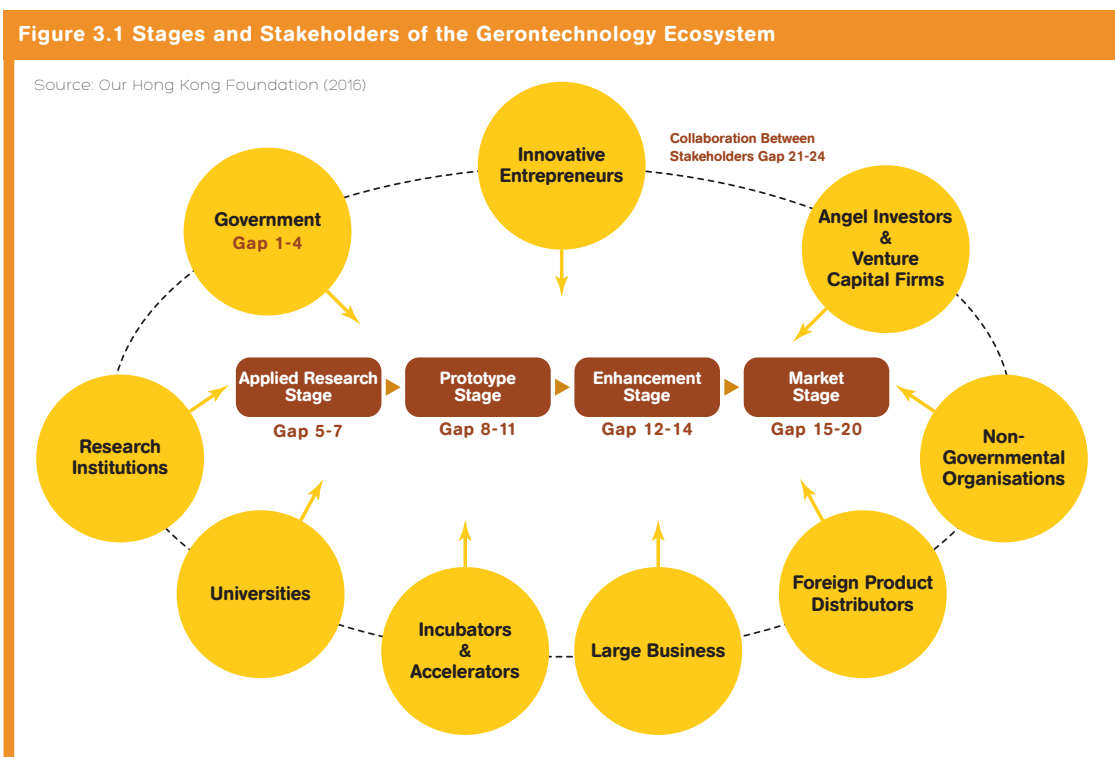 Figure 3.1 Stages and Stakeholders of the Gerontechnology Ecosystem
Source: Our Hong Kong Foundation (2016)
Innovative
Entrepreneurs
Collaboration Between
Stakeholders Gap 21-24
Government
Gap 1-4
Angel Investors
&
Venture
Capital Firms
Applied Research
Stage
Gap 5-7
Prototype
Stage
Gap 8-11
Enhancement
Stage
Gap 12-14
Market
Stage
Gap 15-20
Research
Institutions
Non-
Governmental
Organisations
Universities
Incubators
&
Accelerators
Large Business
Foreign Product
Distributors